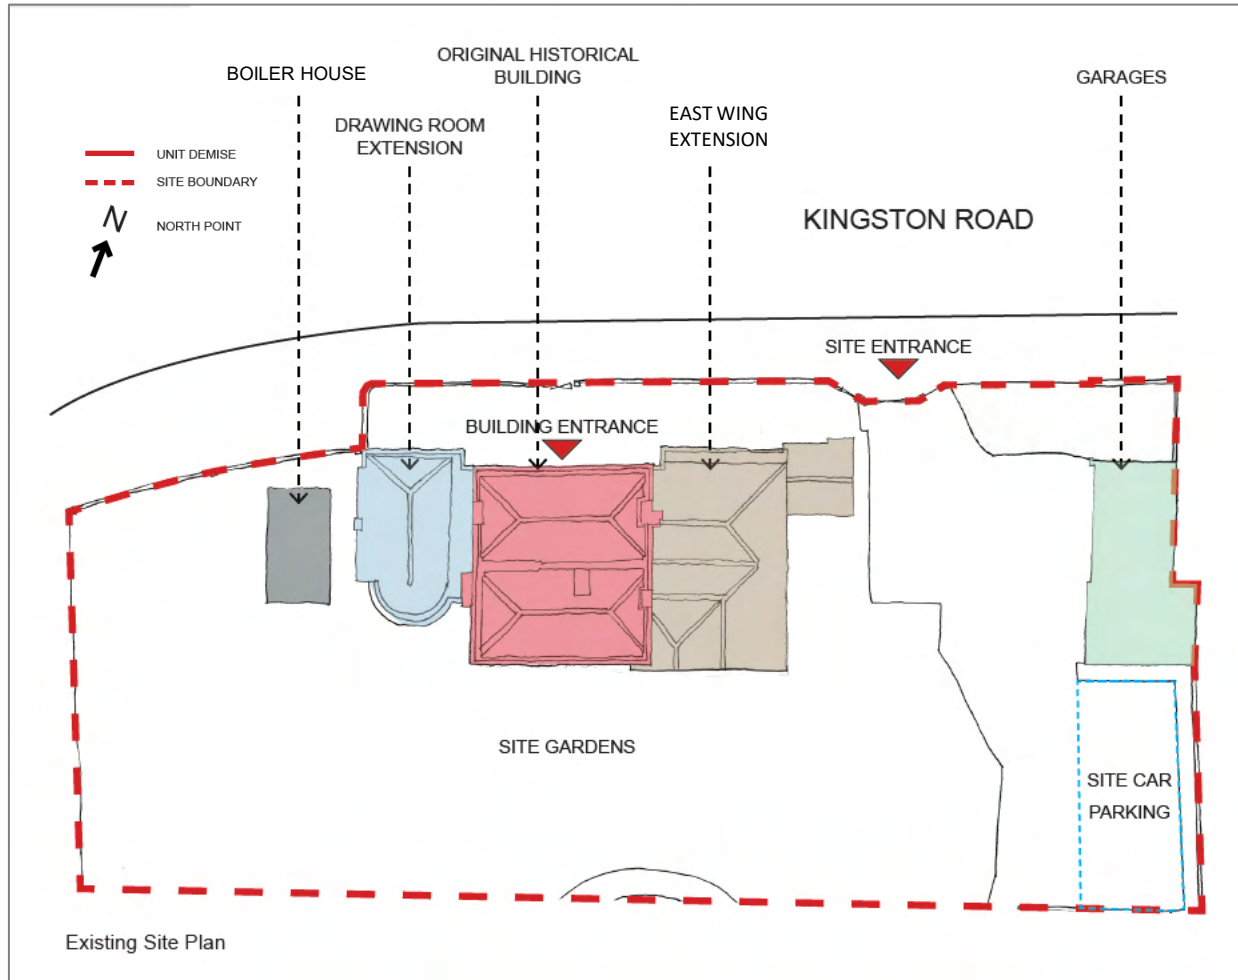 BOILER HOUSE
ORIGINAL HISTORICAL
BUILDING
GARAGES
DRAWING ROOM
EXTENSION
EAST WING
EXTENSION
UNIT DEMISE
SITE BOUNDARY
N
NORTH POINT
KINGSTON ROAD
SITE ENTRANCE
BUILDING ENTRANCE
SITE GARDENS
SITE CAR
PARKING
Existing Site Plan